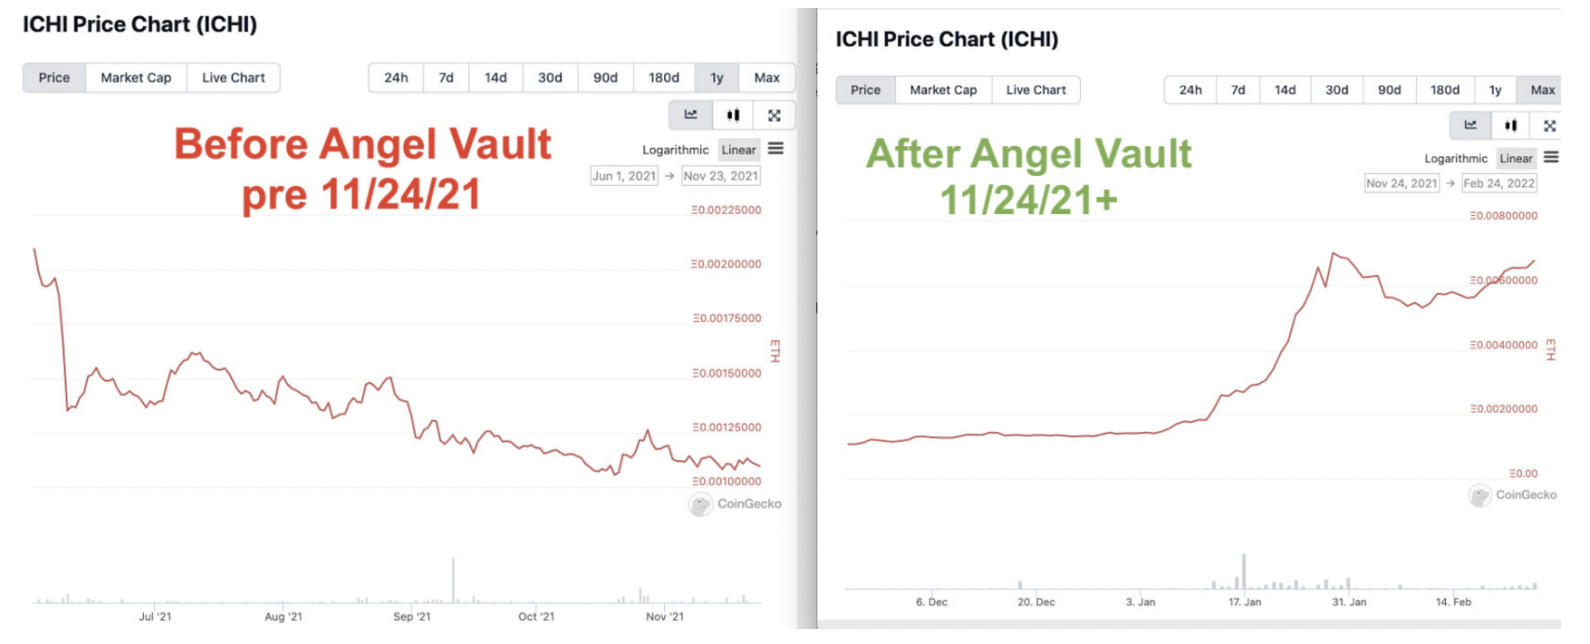 ICHI Price Chart (ICHI)
Price Market Cap Live Chart
24h 7d 14d 30d 90d 180d 1y Max
Before Angel Vault
pre 11/24/21
Logarithmic Linear
Jun 1, 2021 → Nov 23, 2021
Ξ0.00225000
Ξ0.00200000
Ξ0.00175000
Ξ0.00150000
Ξ0.00125000
Ξ0.00100000
ETH
CoinGecko
Jul '21 Aug '21 Sep '21 Oct '21 Nov '21
ICHI Price Chart (ICHI)
Price Market Cap Live Chart
24h 7d 14d 30d 90d 180d 1y Max
After Angel Vault
11/24/21+
Logarithmic Linear
Nov 24, 2021 → Feb 24, 2022
Ξ0.00800000
Ξ0.00600000
Ξ0.00400000
Ξ0.00200000
Ξ0.00
ETH
CoinGecko
6. Dec 20. Dec 3. Jan 17. Jan 31. Jan 14. Feb